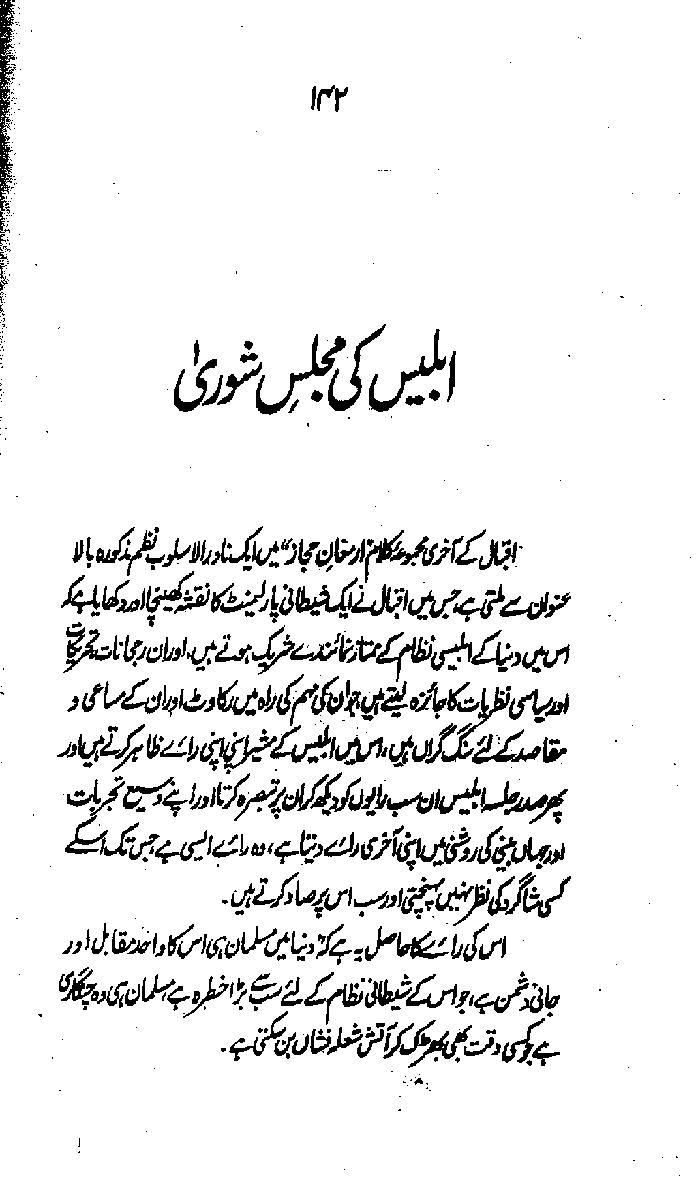 ۱۴۲
ابلیس کی مجلسِ شوریٰ
اقبال کے آخری مجموعۂ کلام ارمغانِ حجاز" میں ایک نادر الاسلوب نظم مذکورہ بالا
عنوان سے ملتی ہے، جس میں اقبال نے ایک شیطانی پارلیمنٹ کا نقشہ کھینچا اور دکھایا ہے کہ
اس میں دنیا کے ابلیسی نظام کے ممتاز نمائندے شریک ہوتے ہیں، اور ان رجحانات تحریکات
اور سیاسی نظریات کا جائزہ لیتے ہیں جو ان کی مہم کی راہ میں رکاوٹ اور ان کے مساعی و
مقاصد کے لئے سنگ گراں ہیں، اس میں ابلیس کے مشیر اپنی اپنی رائے ظاہر کرتے ہیں اور
پھر صدر جلسہ ابلیس ان سب رایوں کو دیکھ کر ان پر تبصرہ کرتا اور اپنے وسیع تجربات
اور جہاں بینی کی روشنی میں اپنی آخری رائے دیتا ہے، وہ رائے ایسی ہے جس تک اسکے
کسی شاگرد کی نظر نہیں پہنچتی اور سب اس پر صاد کرتے ہیں۔
اس کی رائے کا حاصل یہ ہے کہ دنیا میں مسلمان ہی اس کا واحد مقابل اور
جانی دشمن ہے، جو اس کے شیطانی نظام کے لئے سب سے بڑا خطرہ ہے، مسلمان ہی وہ چنگاری
ہے جو کسی وقت بھی بھڑک کر آتش شعلہ فشاں بن سکتی ہے۔